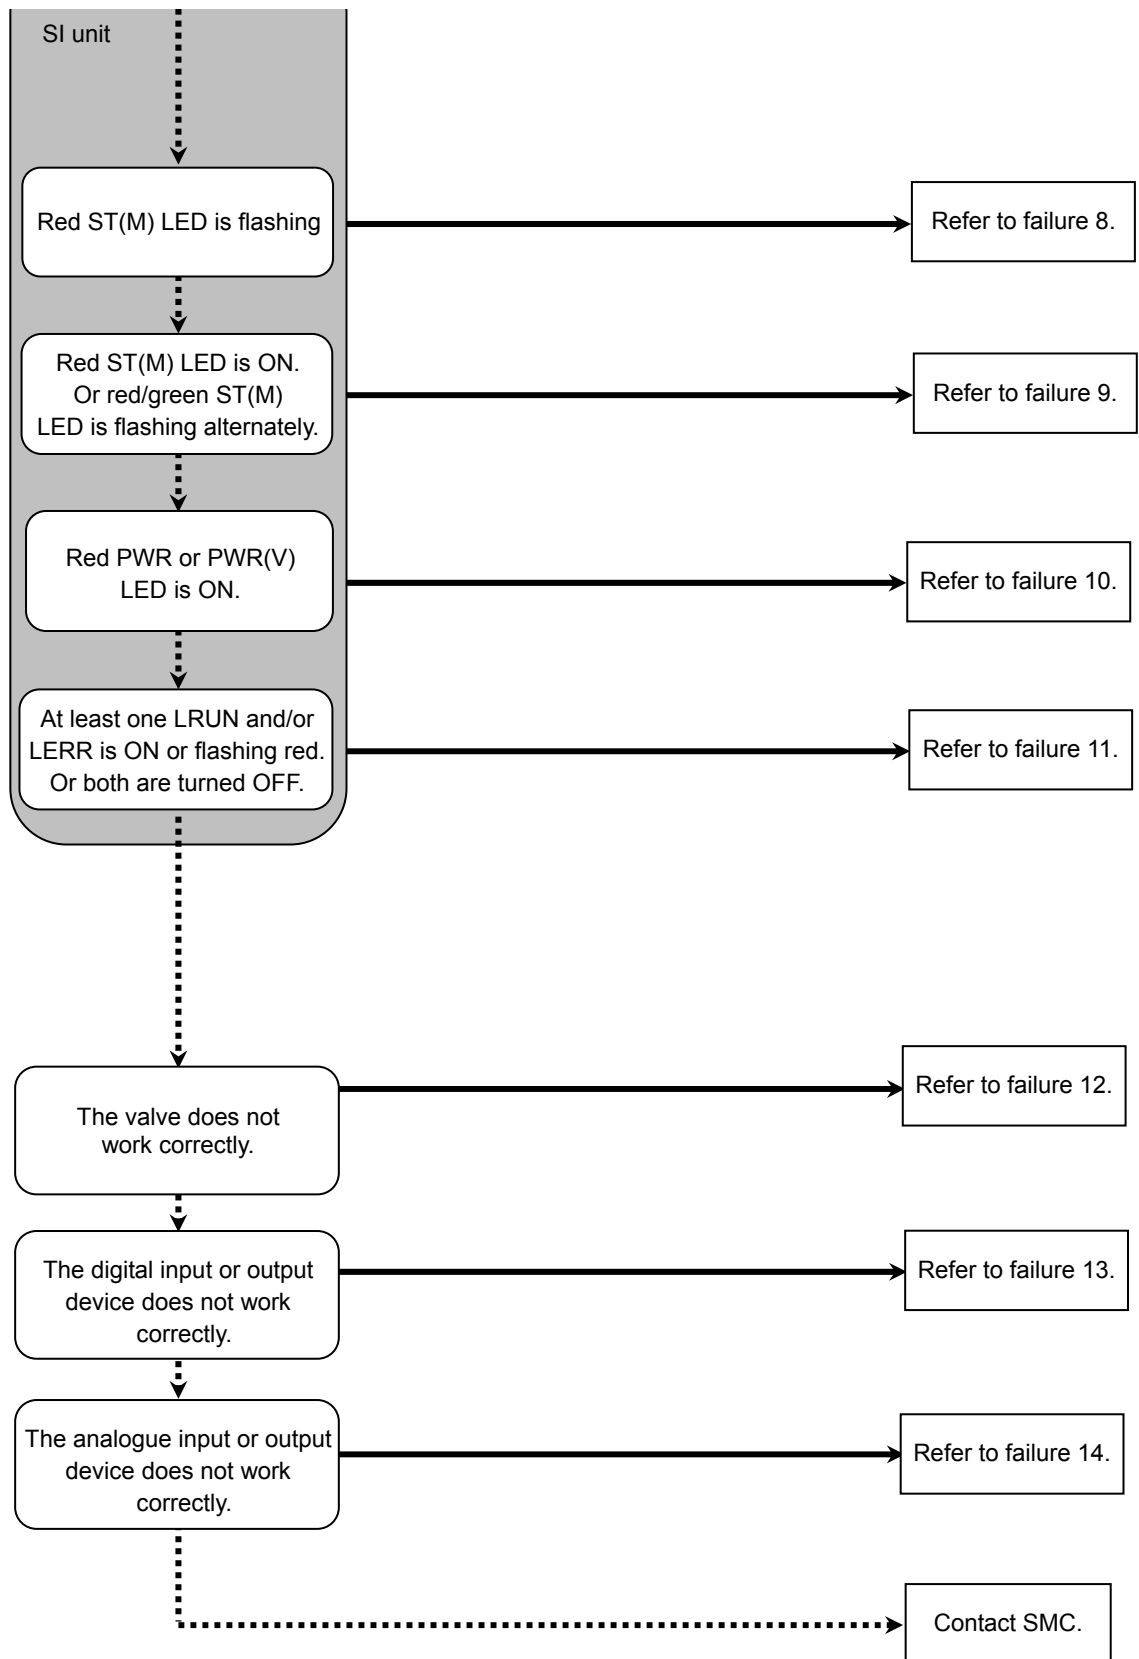 SI unit
Red ST(M) LED is flashing
Refer to failure 8.
Red ST(M) LED is ON.
Or red/green ST(M)
LED is flashing alternately.
Refer to failure 9.
Red PWR or PWR(V)
LED is ON.
Refer to failure 10.
At least one LRUN and/or
LERR is ON or flashing red.
Or both are turned OFF.
Refer to failure 11.
The valve does not
work correctly.
Refer to failure 12.
The digital input or output
device does not work
correctly.
Refer to failure 13.
The analogue input or output
device does not work
correctly.
Refer to failure 14.
Contact SMC.